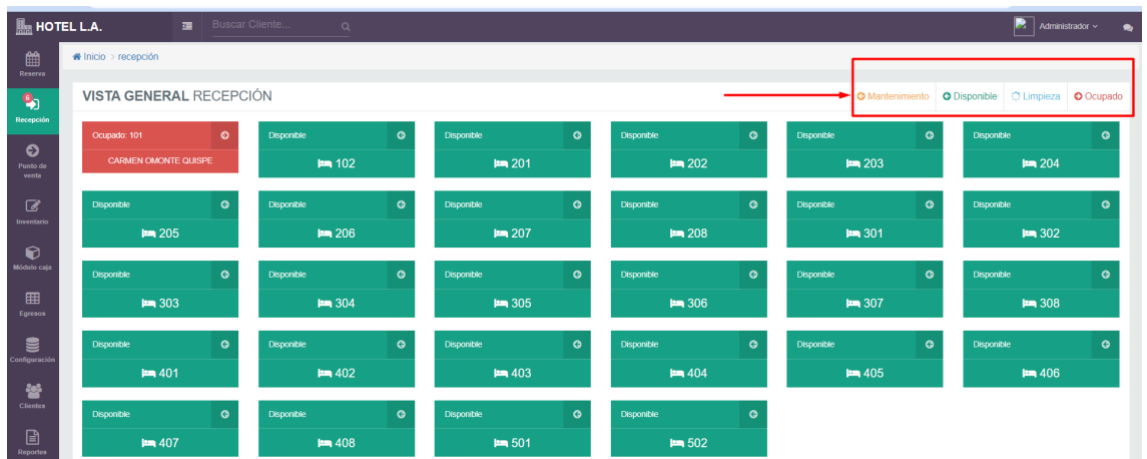 HOTEL L.A.
Buscar Cliente...
Administrador
Inicio > recepción
Reserva
6
Recepción
Punto de
venta
Inventario
Módulo caja
Egresos
Configuración
Clientes
Reportes
VISTA GENERAL RECEPCIÓN
Mantenimiento Disponible Limpieza Ocupado
Ocupado: 101 Disponible Disponible Disponible Disponible Disponible
CARMEN OMONTE QUISPE 102 201 202 203 204
Disponible Disponible Disponible Disponible Disponible Disponible
205 206 207 208 301 302
Disponible Disponible Disponible Disponible Disponible Disponible
303 304 305 306 307 308
Disponible Disponible Disponible Disponible Disponible Disponible
401 402 403 404 405 406
Disponible Disponible Disponible Disponible
407 408 501 502